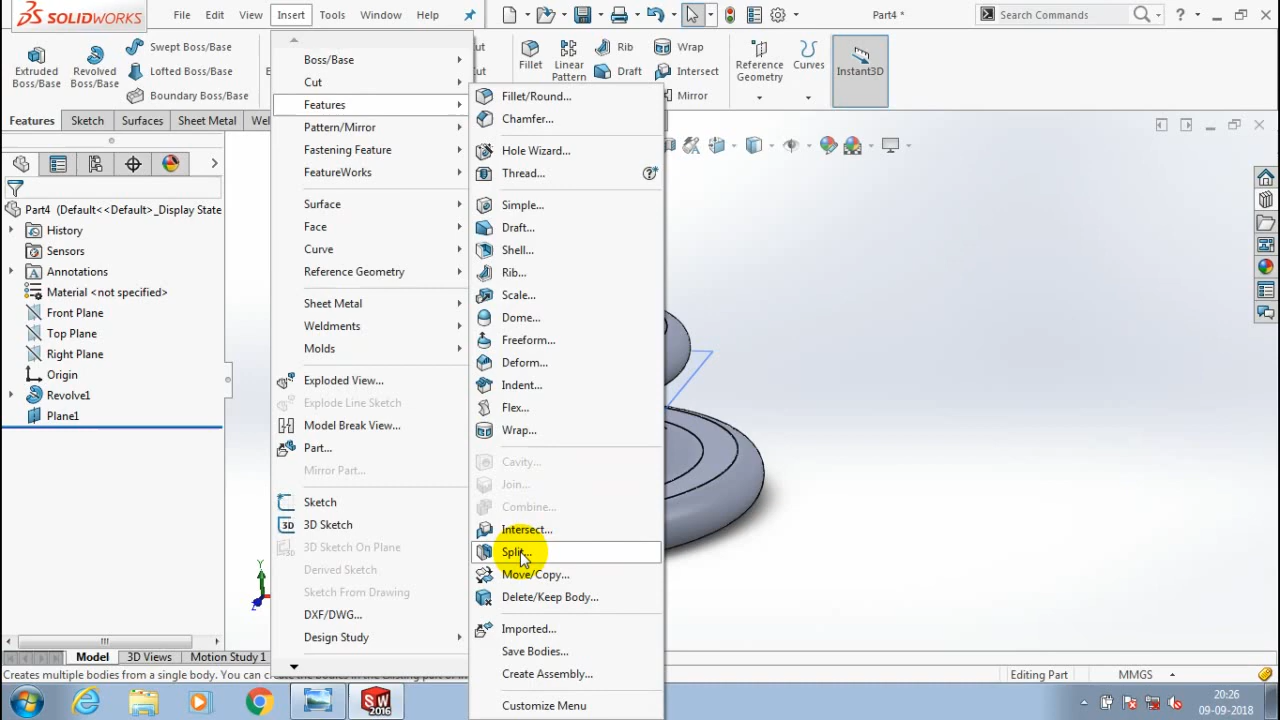 SOLIDWORKS
File Edit View Insert Tools Window Help
Part4 *
Search Commands
Extruded Boss/Base
Revolved Boss/Base
Swept Boss/Base
Lofted Boss/Base
Boundary Boss/Base
Fillet
Linear Pattern
Rib
Draft
Wrap
Intersect
Mirror
Reference Geometry
Curves
Instant3D
Features Sketch Surfaces Sheet Metal
Part4 (Default<<Default>_Display State
History
Sensors
Annotations
Material <not specified>
Front Plane
Top Plane
Right Plane
Origin
Revolve1
Plane1
Boss/Base
Cut
Features
Pattern/Mirror
Fastening Feature
FeatureWorks
Surface
Face
Curve
Reference Geometry
Sheet Metal
Weldments
Molds
Exploded View...
Explode Line Sketch
Model Break View...
Part...
Mirror Part...
Sketch
3D Sketch
3D Sketch On Plane
Derived Sketch
Sketch From Drawing
DXF/DWG...
Design Study
Fillet/Round...
Chamfer...
Hole Wizard...
Thread...
Simple...
Draft...
Shell...
Rib...
Scale...
Dome...
Freeform...
Deform...
Indent...
Flex...
Wrap...
Cavity...
Join...
Combine...
Intersect...
Split...
Move/Copy...
Delete/Keep Body...
Imported...
Save Bodies...
Create Assembly...
Customize Menu
Y
Z
Model 3D Views Motion Study 1
Creates multiple bodies from a single body. You can
Editing Part MMGS
SW 2016
20:26
09-09-2018